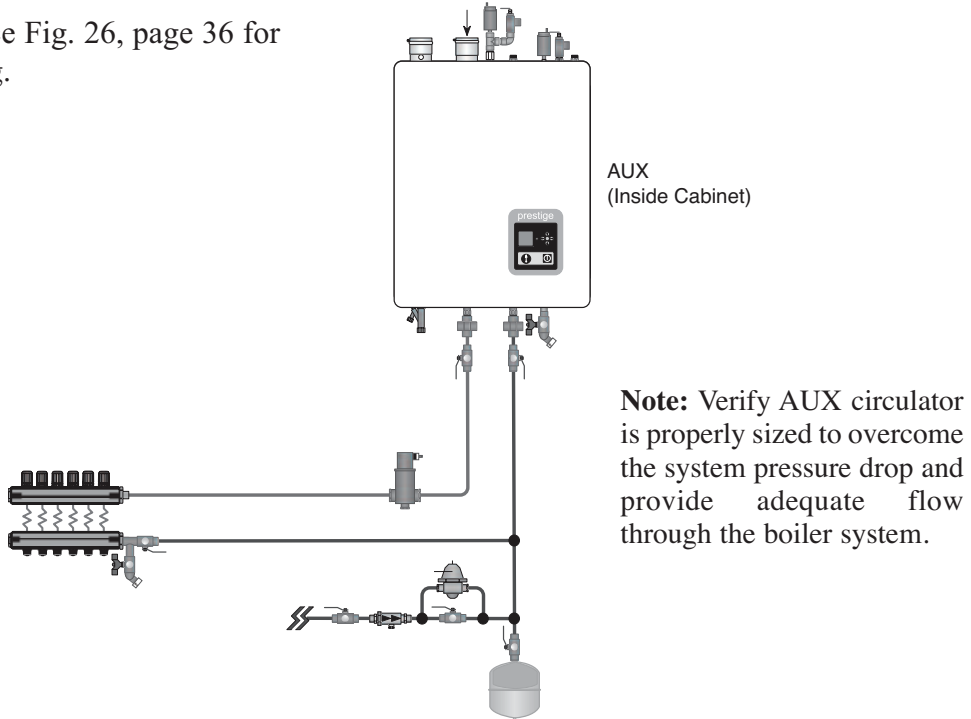 e Fig. 26, page 36 for
g.
AUX
(Inside Cabinet)
prestige
Note: Verify AUX circulator
is properly sized to overcome
the system pressure drop and
provide adequate flow
through the boiler system.